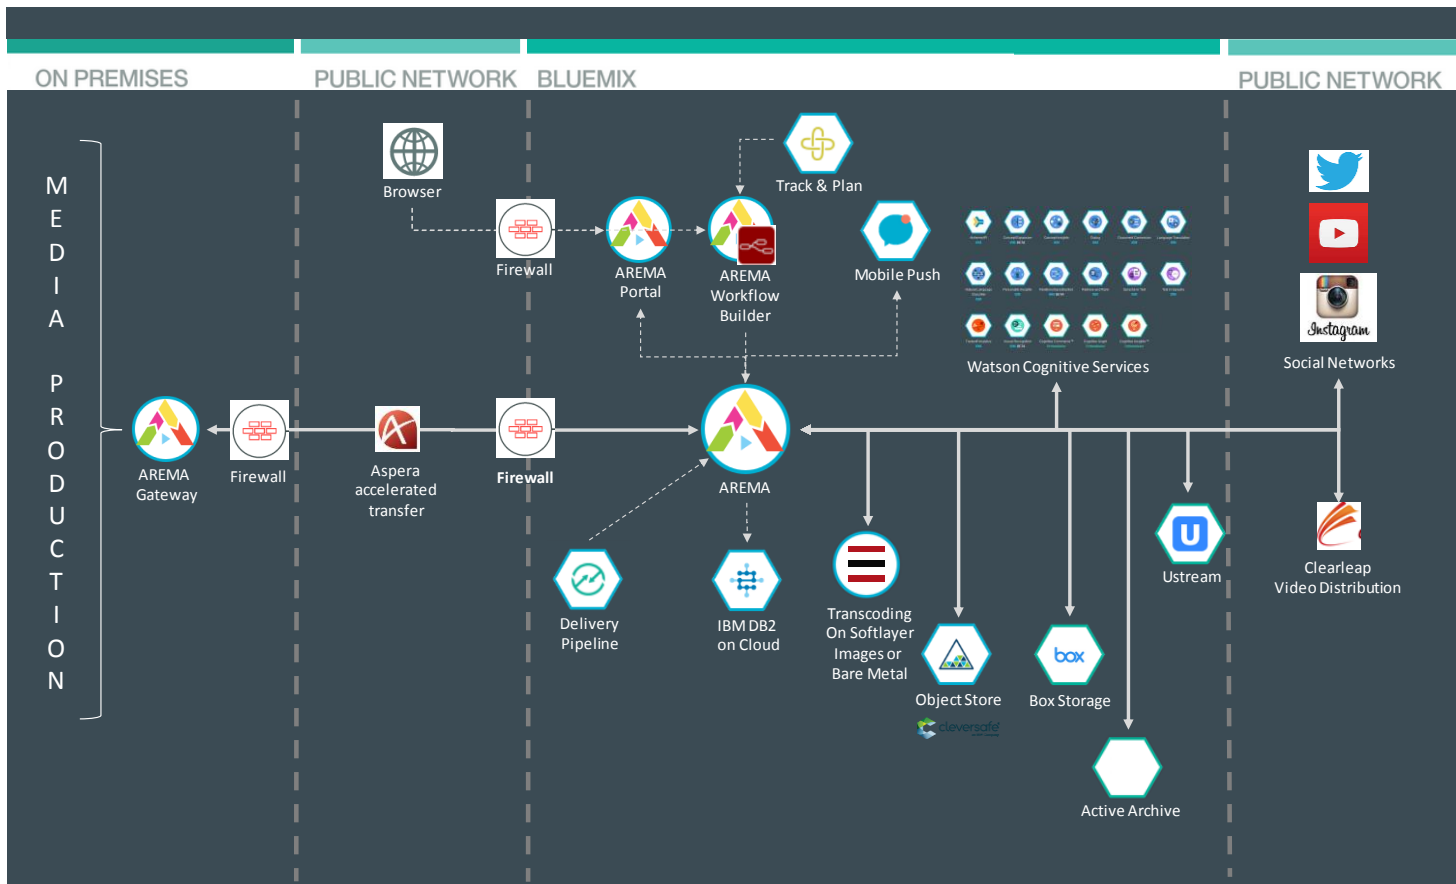 ON PREMISES
PUBLIC NETWORK
BLUEMIX
PUBLIC NETWORK
MEDIA PRODUCTION
Browser
Firewall
AREMA
Portal
AREMA
Workflow
Builder
Track & Plan
Mobile Push
Watson Cognitive Services
Instagram
Social Networks
AREMA
Gateway
Firewall
Aspera
accelerated
transfer
Firewall
AREMA
Delivery
Pipeline
IBM DB2
on Cloud
Transcoding
On Softlayer
Images or
Bare Metal
Object Store
cleversafe
box
Box Storage
Active Archive
U
Ustream
Clearleap
Video Distribution